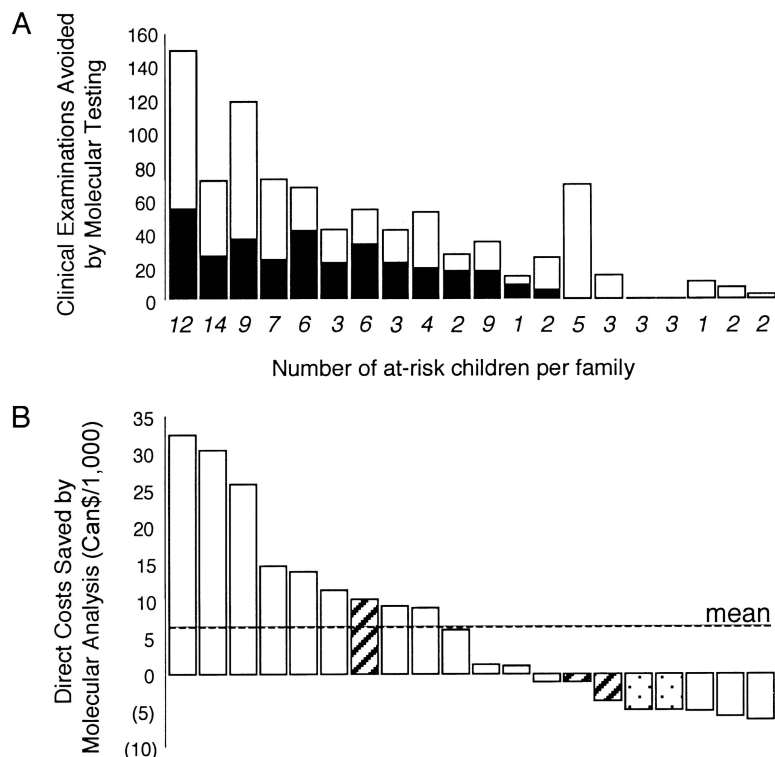 A
Clinical Examinations Avoided
by Molecular Testing
160
140
120
100
80
60
40
20
0
12 14 9 7 6 3 6 3 4 2 9 1 2 5 3 3 3 1 2 2
Number of at-risk children per family
B
Direct Costs Saved by
Molecular Analysis (Can$/1,000)
35
30
25
20
15
10
5
0
(5)
(10)
mean